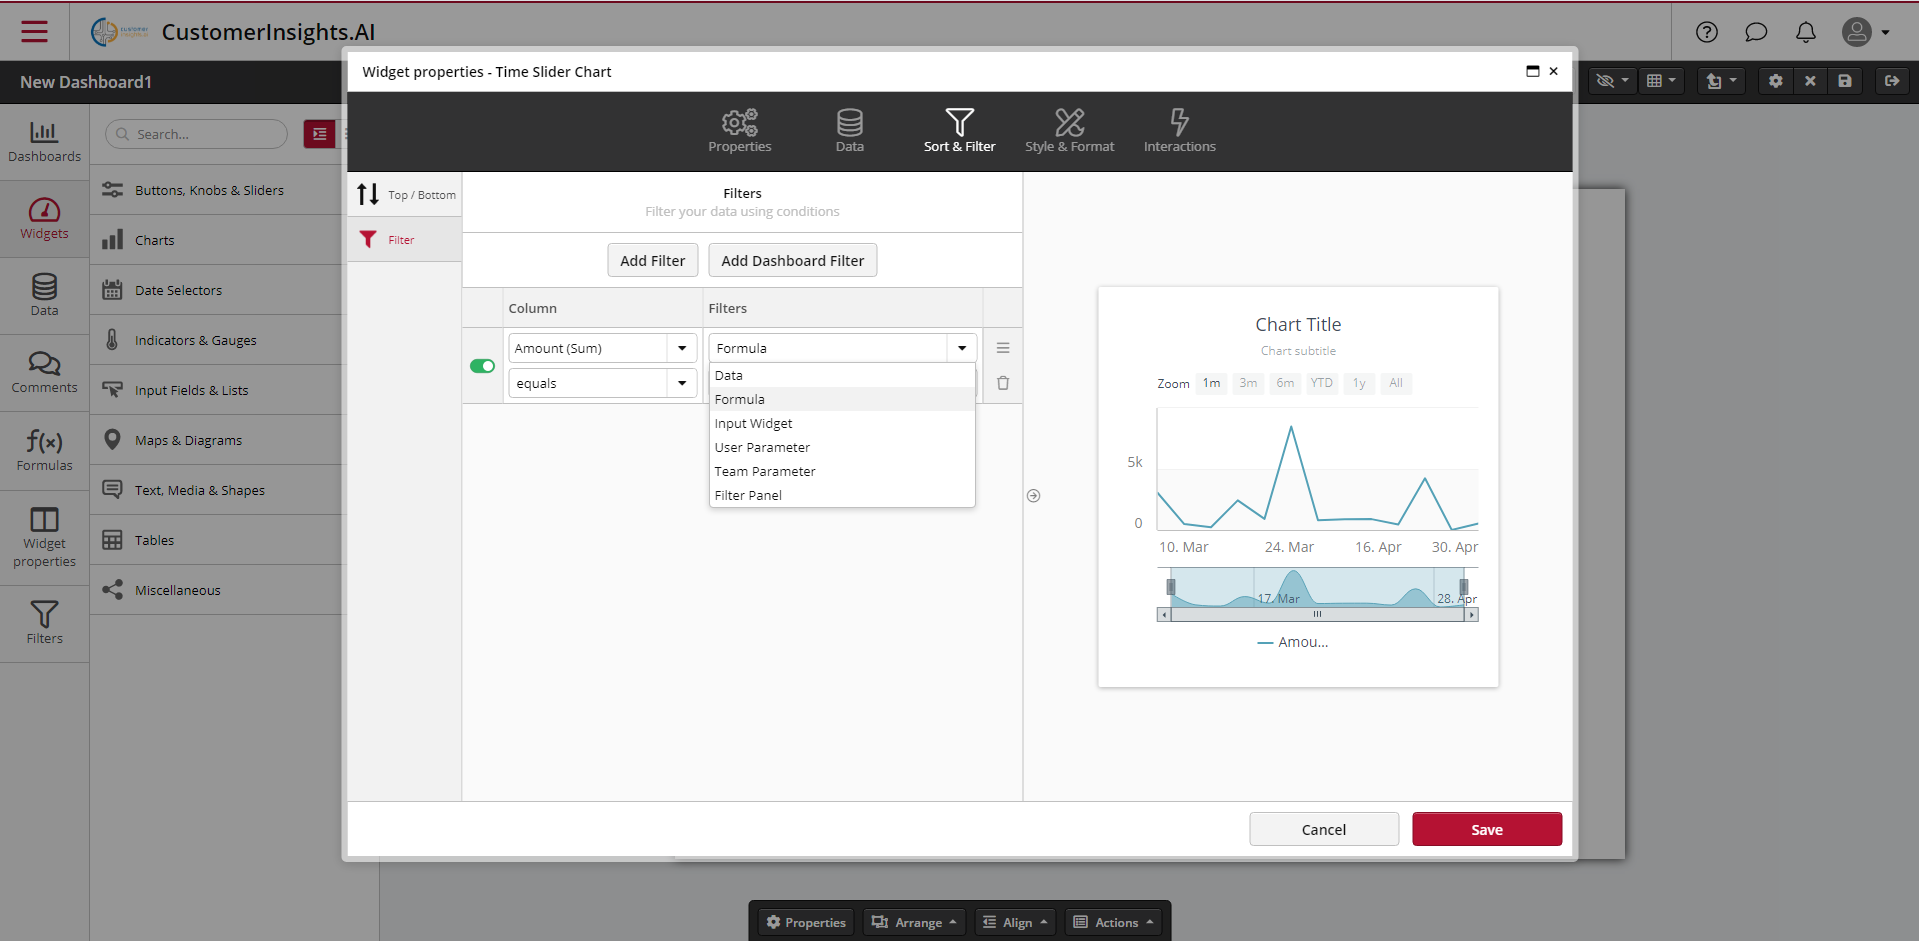 CustomerInsights.AI
New Dashboard1
Dashboards
Widgets
Data
Comments
f(x)
Formulas
Widget
properties
Filters
Search...
Buttons, Knobs & Sliders
Charts
Date Selectors
Indicators & Gauges
Input Fields & Lists
Maps & Diagrams
Text, Media & Shapes
Tables
Miscellaneous
Widget properties - Time Slider Chart
Properties
Data
Sort & Filter
Style & Format
Interactions
Top / Bottom
Filter
Filters
Filter your data using conditions
Add Filter
Add Dashboard Filter
Column
Filters
Amount (Sum)
Formula
equals
Data
Formula
Input Widget
User Parameter
Team Parameter
Filter Panel
Chart Title
Chart subtitle
Zoom 1m 3m 6m YTD 1y All
5k
0
10. Mar 24. Mar 16. Apr 30. Apr
17. Mar 28. Apr
Amou...
Cancel
Save
Properties
Arrange
Align
Actions